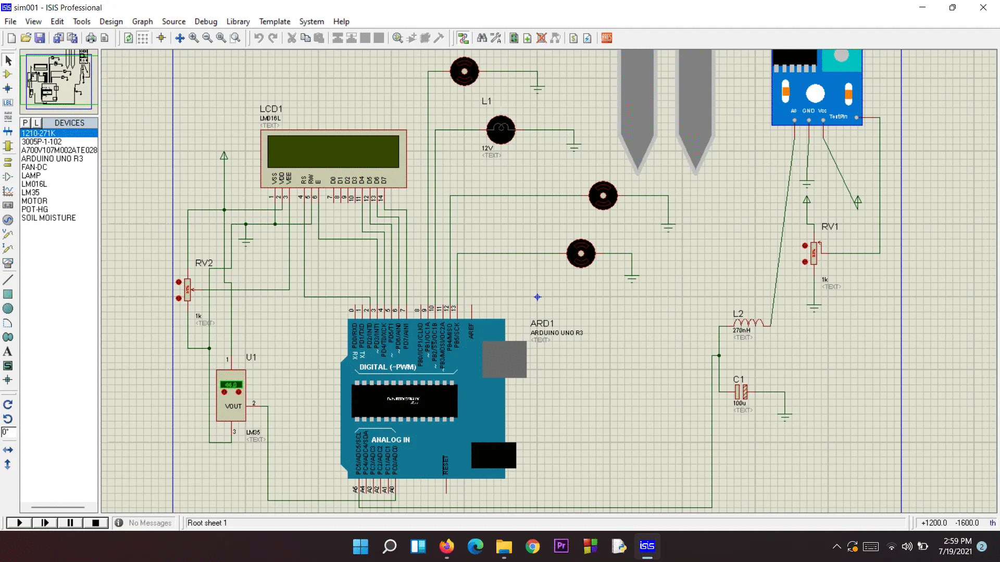 sim001 - ISIS Professional
File View Edit Tools Design Graph Source Debug Library Template System Help
ARES
P L DEVICES
1210-271K
3005P-1-102
A700V107M002ATE028
ARDUINO UNO R3
FAN-DC
LAMP
LM016L
LM35
MOTOR
POT-HG
SOIL MOISTURE
LBL
A
S
0°
LCD1
LM016L
<TEXT>
VSS VDD VEE RS RW E D0 D1 D2 D3 D4 D5 D6 D7
1 2 3 4 5 6 7 8 9 10 11 12 13 14
L1
12V
<TEXT>
A0 GND Vcc TestPin
RV1
1k
<TEXT>
RV2
1k
<TEXT>
U1
1
VOUT
2
3
LM35
<TEXT>
0 1 2 3 4 5 6 7 8 9 10 11 12 13
PD0/RXD PD1/TXD PD2/INT0 PD3/INT1 PD4/T0/XCK PD5/T1 PD6/AIN0 PD7/AIN1 PB0/ICP1/CLKO PB1/OC1A PB2/SS/OC1B PB3/MOSI/OC2A PB4/MISO PB5/SCK AREF
RX TX
~ ~ ~ ~ ~ ~
DIGITAL (~PWM)
ARD1
ARDUINO UNO R3
<TEXT>
ANALOG IN
PC5/ADC5/SCL PC4/ADC4/SDA PC3/ADC3 PC2/ADC2 PC1/ADC1 PC0/ADC0 RESET
A5 A4 A3 A2 A1 A0
L2
270nH
<TEXT>
C1
100u
<TEXT>
No Messages Root sheet 1 +1200.0 -1600.0 th
Pr isis
2:59 PM
7/19/2021
2